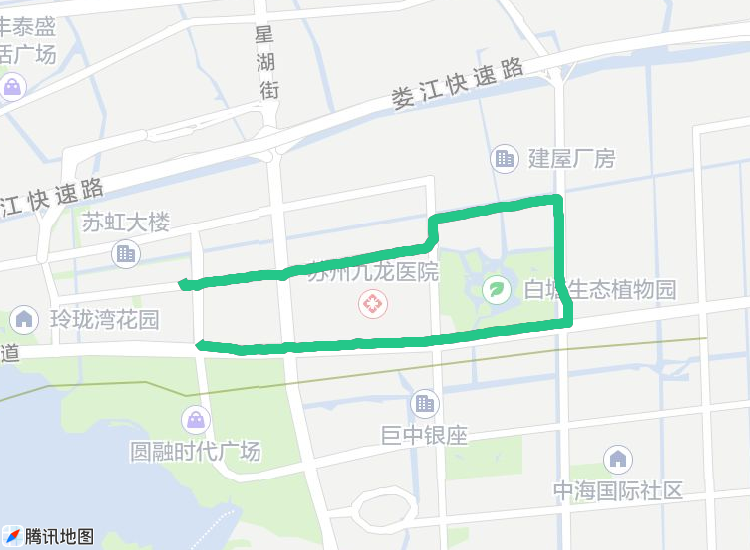 丰泰盛
活广场
星湖街
娄江快速路
建屋厂房
江快速路
苏虹大楼
苏州九龙医院
白塘生态植物园
玲珑湾花园
道
巨中银座
圆融时代广场
中海国际社区
腾讯地图